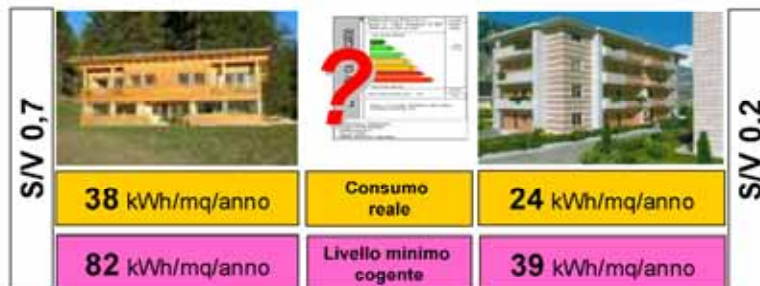 S/V 0,7
S/V 0,2
38 kWh/mq/anno
Consumo
reale
24 kWh/mq/anno
82 kWh/mq/anno
Livello minimo
cogente
39 kWh/mq/anno
?